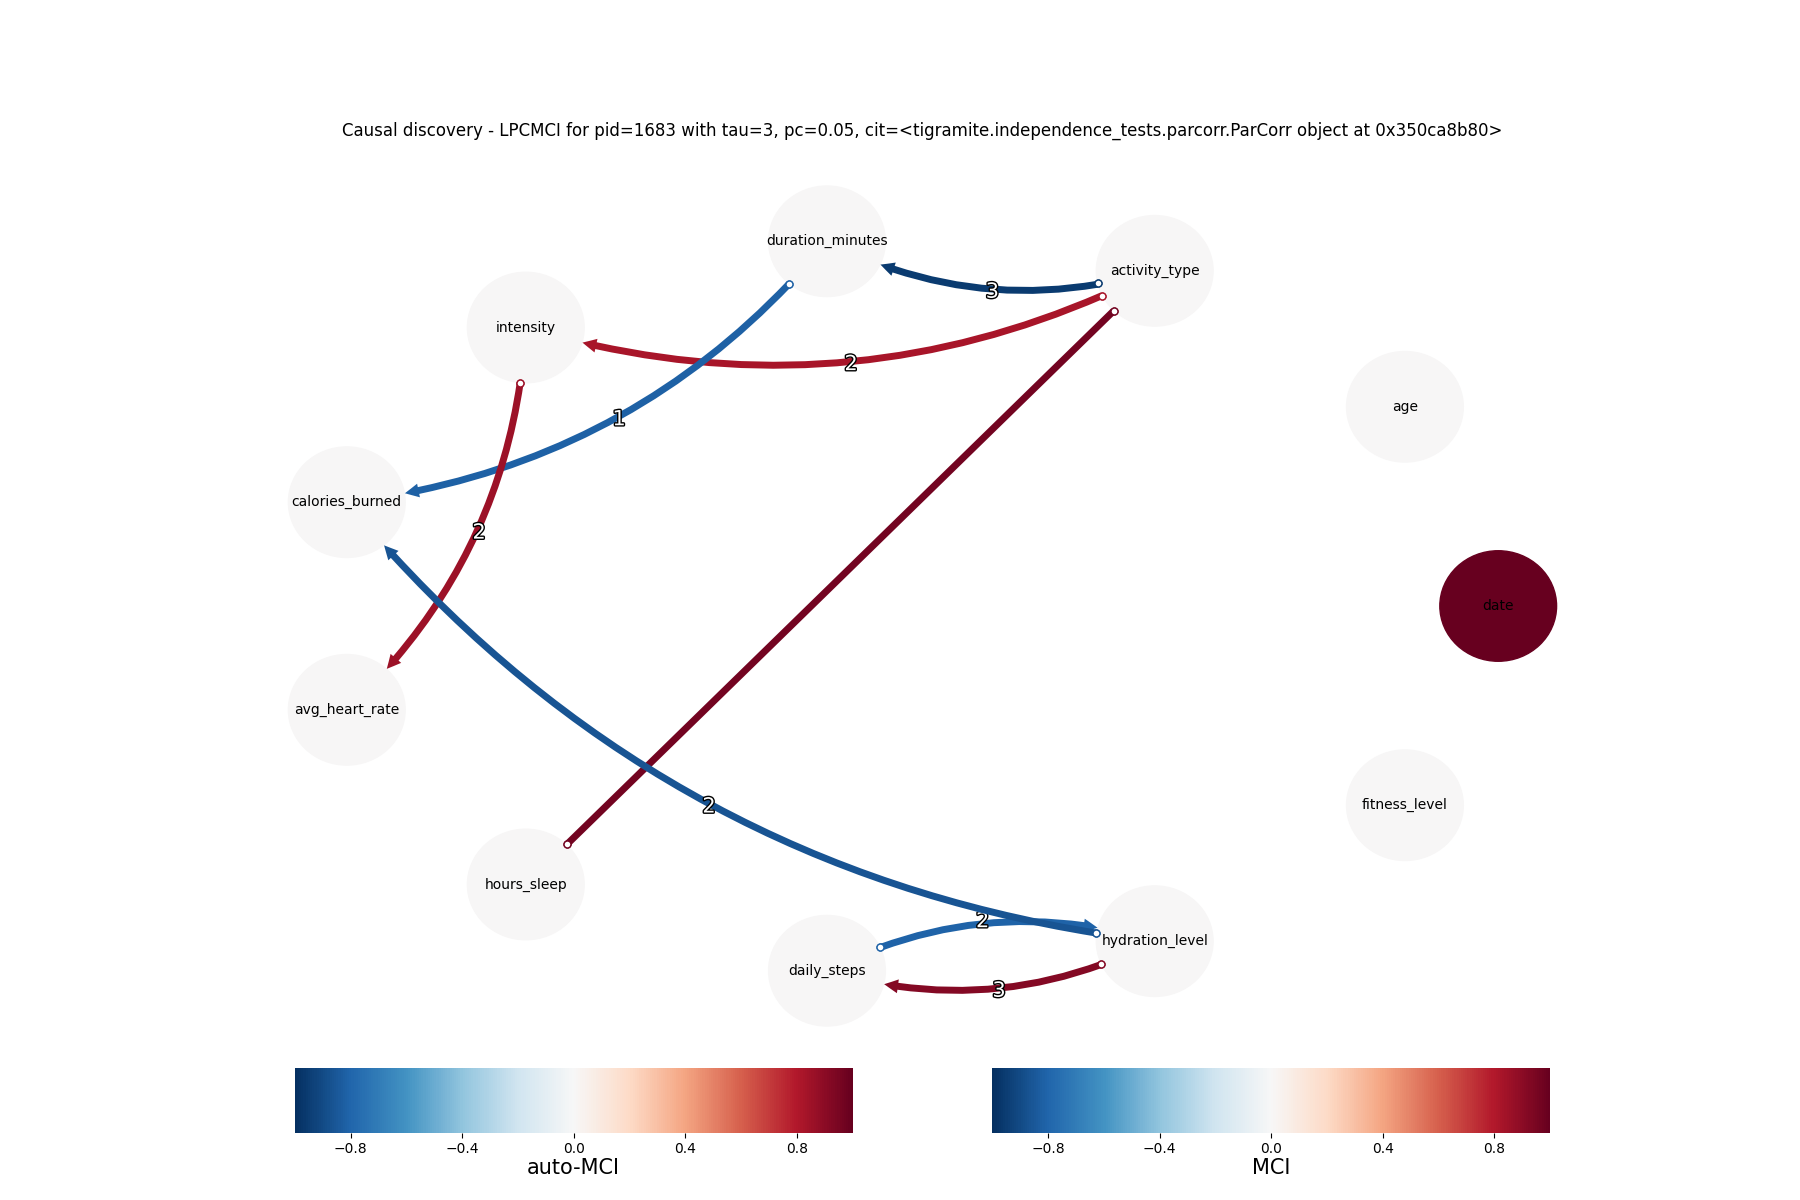 Causal discovery - LPCMCI for pid=1683 with tau=3, pc=0.05, cit=<tigramite.independence_tests.parcorr.ParCorr object at 0x350ca8b80>
duration_minutes
activity_type
3
intensity
2
age
1
calories_burned
2
date
avg_heart_rate
2
fitness_level
hours_sleep
2
hydration_level
daily_steps
3
−0.8 −0.4 0.0 0.4 0.8
auto-MCI
−0.8 −0.4 0.0 0.4 0.8
MCI